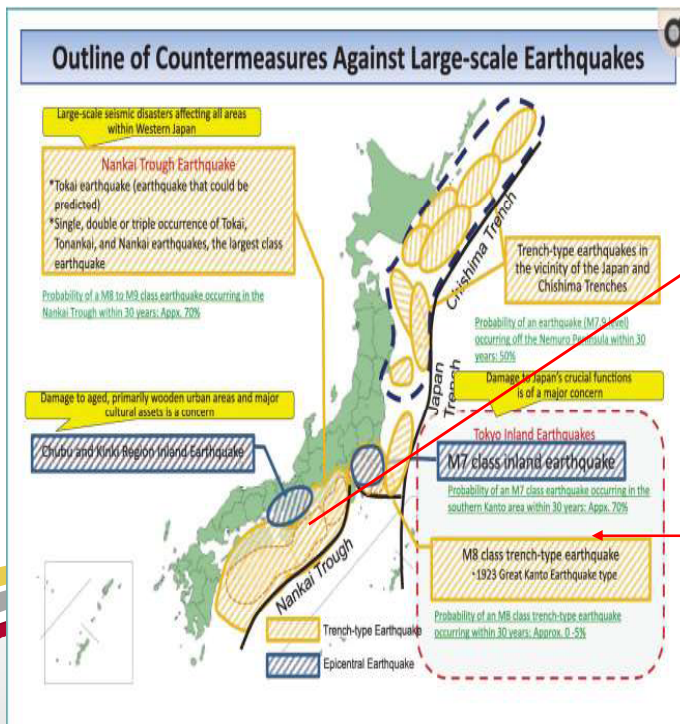 Outline of Countermeasures Against Large-scale Earthquakes
Large-scale seismic disasters affecting all areas
within Western Japan
Nankai Trough Earthquake
*Tokai earthquake (earthquake that could be
predicted)
*Single, double or triple occurrence of Tokai,
Tonankai, and Nankai earthquakes, the largest class
earthquake
Probability of a M8 to M9 class earthquake occurring in the
Nankai Trough within 30 years: Appx. 70%
Chishima Trench
Trench-type earthquakes in
the vicinity of the Japan and
Chishima Trenches
Probability of an earthquake (M7.9 level)
occurring off the Nemuro Peninsula within 30
years: 50%
Japan
Trench
Damage to Japan's crucial functions
is of a major concern
Damage to aged, primarily wooden urban areas and major
cultural assets is a concern
Chubu and Kinki Region Inland Earthquake
Tokyo Inland Earthquakes
M7 class inland earthquake
Probability of an M7 class earthquake occurring in the
southern Kanto area within 30 years: Appx. 70%
M8 class trench-type earthquake
・1923 Great Kanto Earthquake type
Probability of an M8 class trench-type earthquake
occurring within 30 years: Approx. 0 -5%
Nankai Trough
Trench-type Earthquake
Epicentral Earthquake